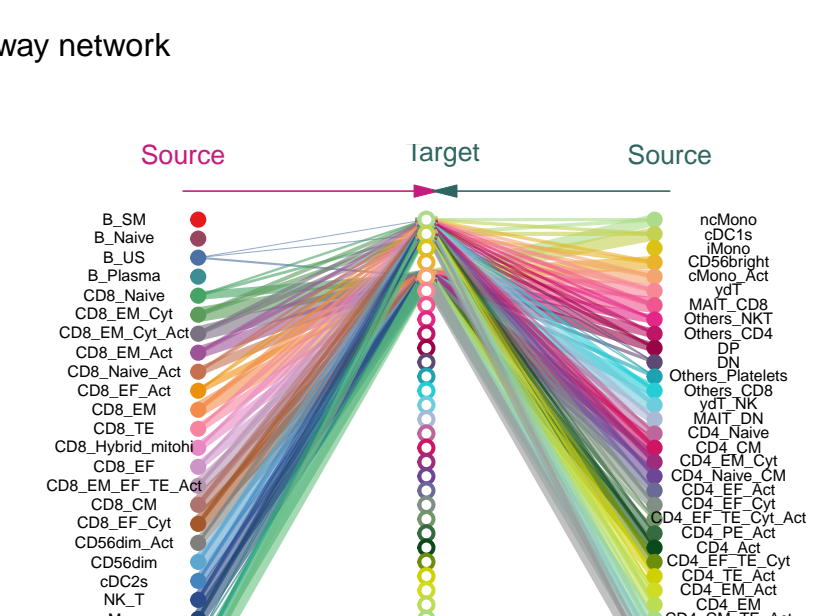 way network
Source
Target
Source
B_SM
B_Naive
B_US
B_Plasma
CD8_Naive
CD8_EM_Cyt
CD8_EM_Cyt_Act
CD8_EM_Act
CD8_Naive_Act
CD8_EF_Act
CD8_EM
CD8_TE
CD8_Hybrid_mitohi
CD8_EF
CD8_EM_EF_TE_Act
CD8_CM
CD8_EF_Cyt
CD56dim_Act
CD56dim
cDC2s
NK_T
ncMono
cDC1s
iMono
CD56bright
cMono_Act
ydT
MAIT_CD8
Others_NKT
Others_CD4
DP
DN
Others_Platelets
Others_CD8
ydT_NK
MAIT_DN
CD4_Naive
CD4_CM
CD4_EM_Cyt
CD4_Naive_CM
CD4_EF_Act
CD4_EF_Cyt
CD4_EF_TE_Cyt_Act
CD4_PE_Act
CD4_Act
CD4_EF_TE_Cyt
CD4_TE_Act
CD4_EM_Act
CD4_EM